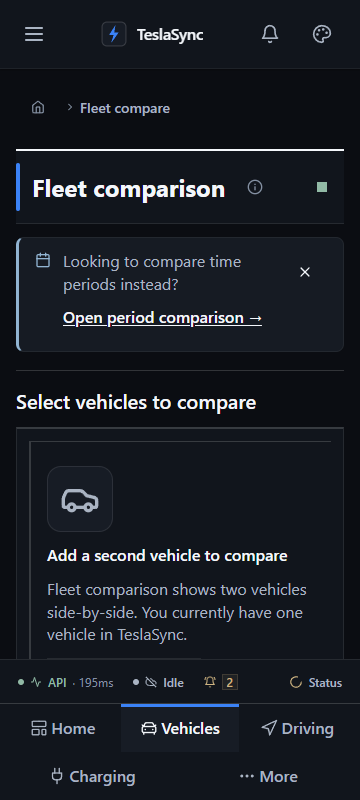 TeslaSync
Fleet compare
Fleet comparison
Looking to compare time
periods instead?
Open period comparison →
Select vehicles to compare
Add a second vehicle to compare
Fleet comparison shows two vehicles
side-by-side. You currently have one
vehicle in TeslaSync.
API · 195ms Idle 2 Status
Home Vehicles Driving
Charging More